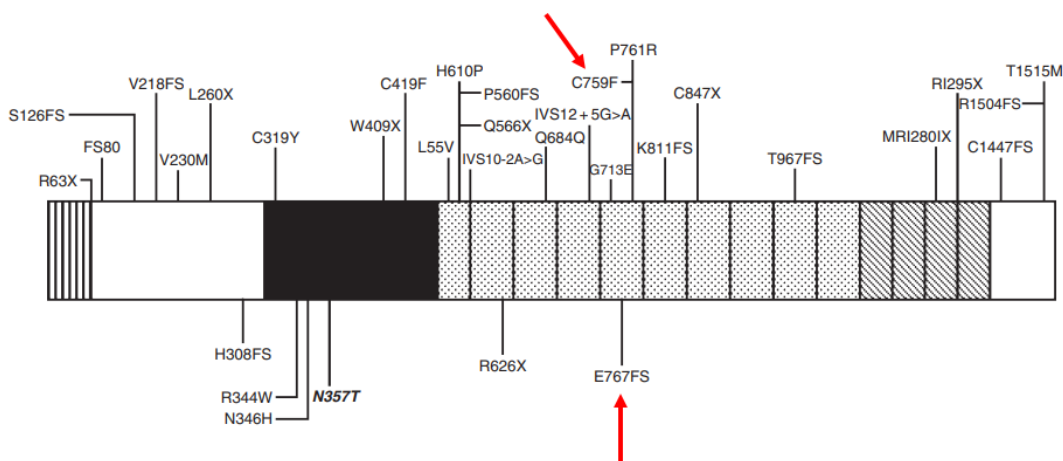 P761R
C759F
T1515M
H610P
C419F
V218FS
L260X
P560FS
C847X
RI295X
R1504FS
S126FS
IVS12 + 5G>A
Q566X
W409X
Q684Q
C319Y
MRI280IX
C1447FS
FS80
K811FS
V230M
L55V
IVS10-2A>G
G713E
T967FS
R63X
H308FS
R626X
E767FS
R344W
N357T
N346H